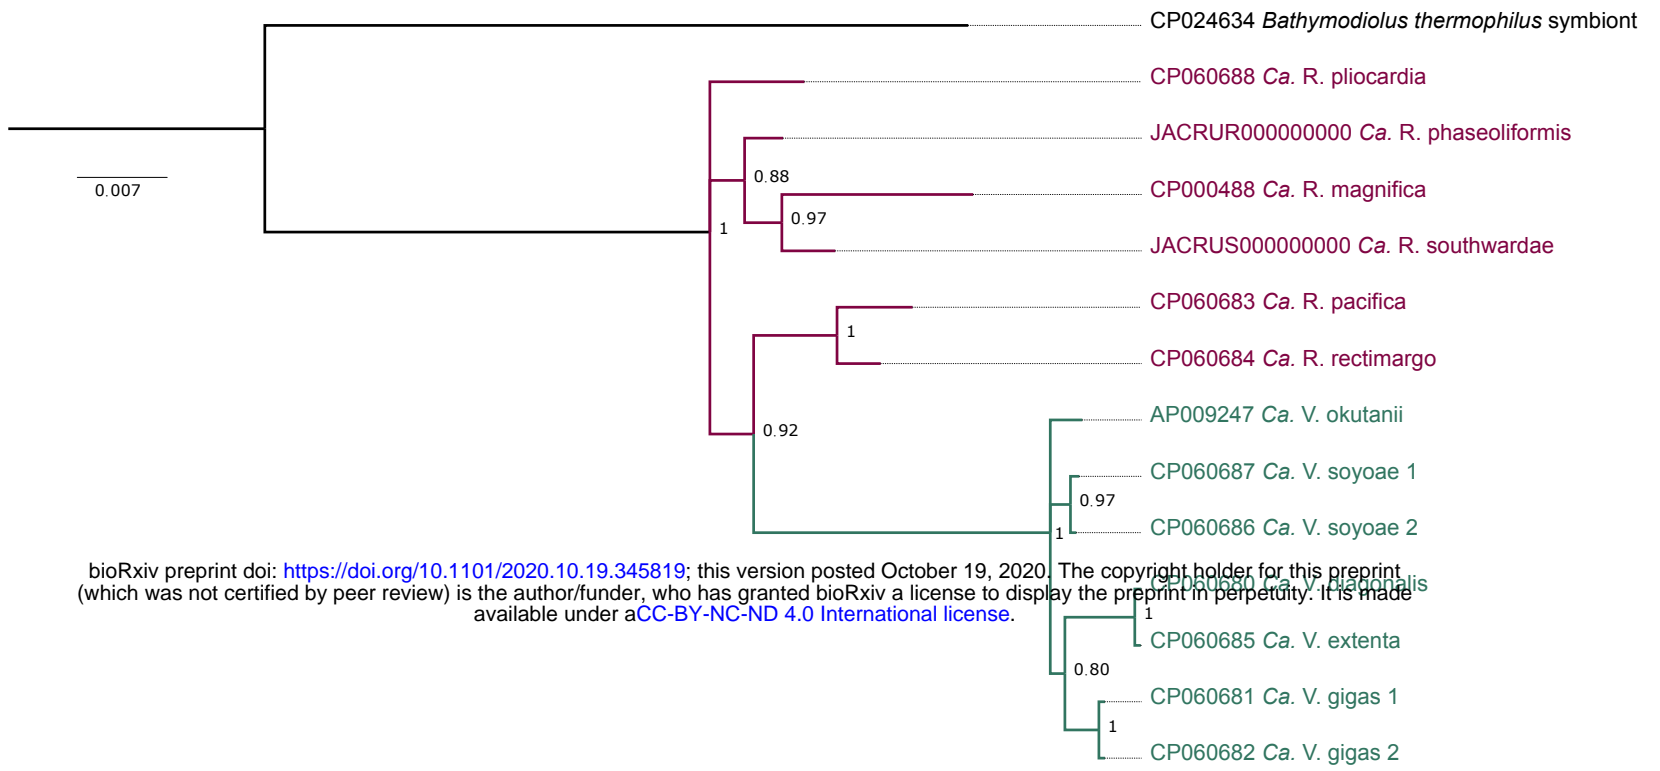 CP024634 Bathymodiolus thermophilus symbiont
CP060688 Ca. R. pliocardia
JACRUR000000000 Ca. R. phaseoliformis
0.88
0.007
CP000488 Ca. R. magnifica
0.97
1
JACRUS000000000 Ca. R. southwardae
CP060683 Ca. R. pacifica
1
CP060684 Ca. R. rectimargo
AP009247 Ca. V. okutanii
0.92
CP060687 Ca. V. soyoae 1
0.97
CP060686 Ca. V. soyoae 2
1
bioRxiv preprint doi: https://doi.org/10.1101/2020.10.19.345819; this version posted October 19, 2020. The copyright holder for this preprint
CP060680 Ca. V. diagonalis
(which was not certified by peer review) is the author/funder, who has granted bioRxiv a license to display the preprint in perpetuity. It is made
available under aCC-BY-NC-ND 4.0 International license.
1
CP060685 Ca. V. extenta
0.80
CP060681 Ca. V. gigas 1
1
CP060682 Ca. V. gigas 2